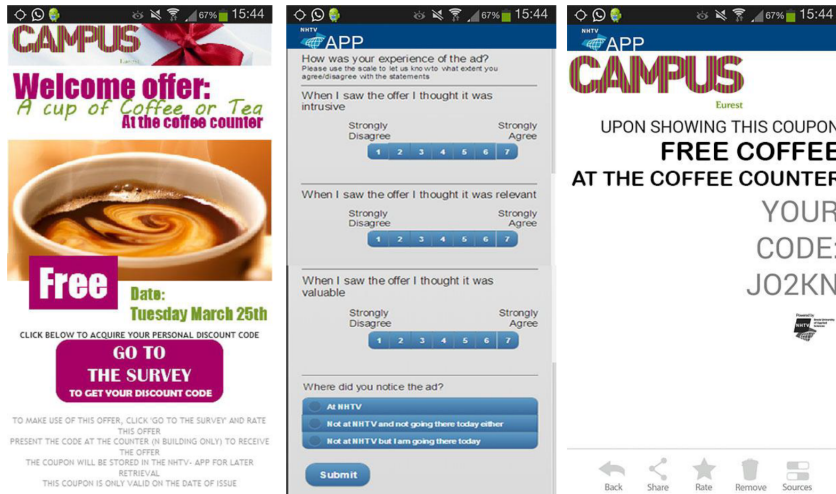 67% 15:44
CAMPUS
Eurest
Welcome offer:
A cup of Coffee or Tea
At the coffee counter
Free
Date:
Tuesday March 25th
CLICK BELOW TO ACQUIRE YOUR PERSONAL DISCOUNT CODE
GO TO
THE SURVEY
TO GET YOUR DISCOUNT CODE
TO MAKE USE OF THIS OFFER, CLICK 'GO TO THE SURVEY' AND RATE
THIS OFFER
PRESENT THE CODE AT THE COUNTER (N BUILDING ONLY) TO RECEIVE
THE OFFER
THE COUPON WILL BE STORED IN THE NHTV- APP FOR LATER
RETRIEVAL
THIS COUPON IS ONLY VALID ON THE DATE OF ISSUE
67% 15:44
NHTV
APP
How was your experience of the ad?
Please use the scale to let us know to what extent you
agree/disagree with the statements
When I saw the offer I thought it was
intrusive
Strongly Strongly
Disagree Agree
1 2 3 4 5 6 7
When I saw the offer I thought it was relevant
Strongly Strongly
Disagree Agree
1 2 3 4 5 6 7
When I saw the offer I thought it was
valuable
Strongly Strongly
Disagree Agree
1 2 3 4 5 6 7
Where did you notice the ad?
At NHTV
Not at NHTV and not going there today either
Not at NHTV but I am going there today
Submit
67% 15:44
NHTV
APP
CAMPUS
Eurest
UPON SHOWING THIS COUPON
FREE COFFEE
AT THE COFFEE COUNTER
YOUR
CODE:
JO2KN
Powered by
NHTV
Back Share Rate Remove Sources